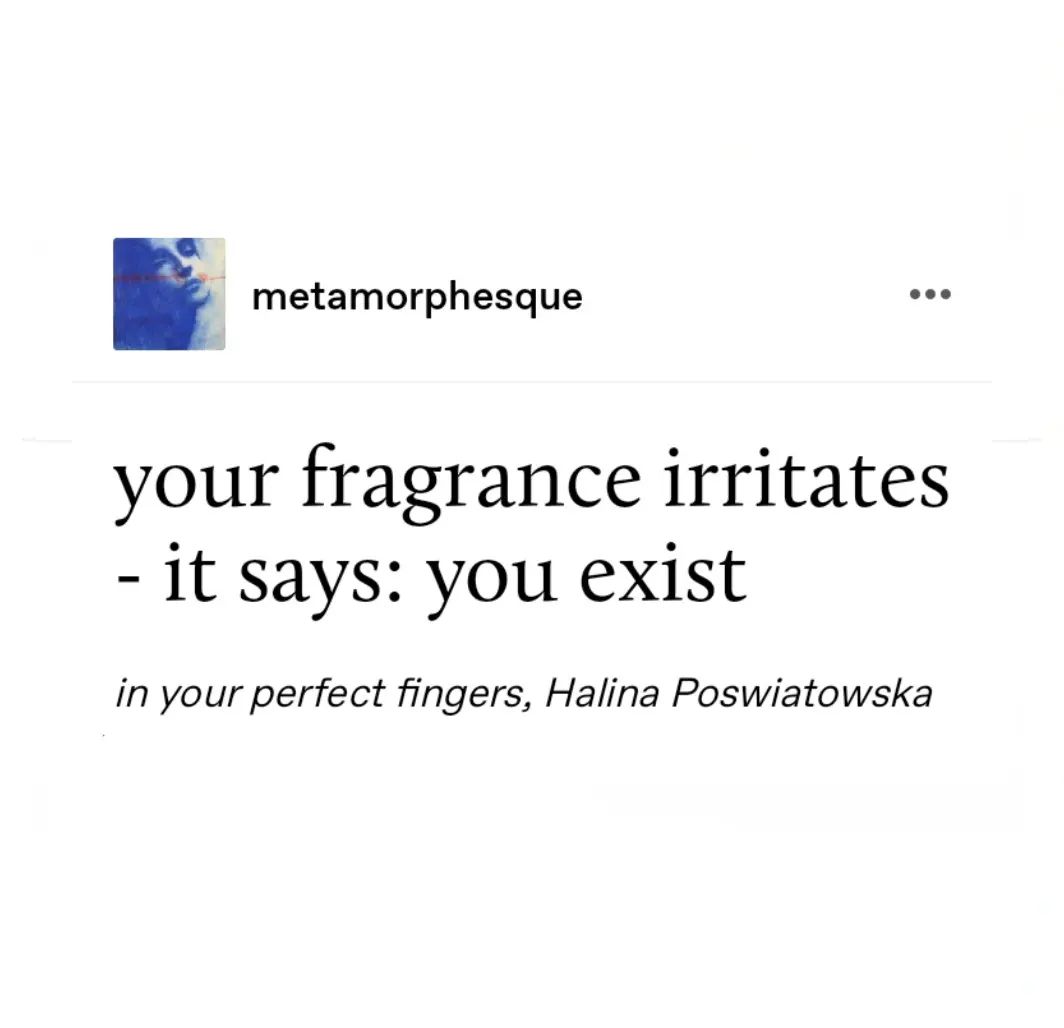 metamorphesque
your fragrance irritates
- it says: you exist
in your perfect fingers, Halina Poswiatowska